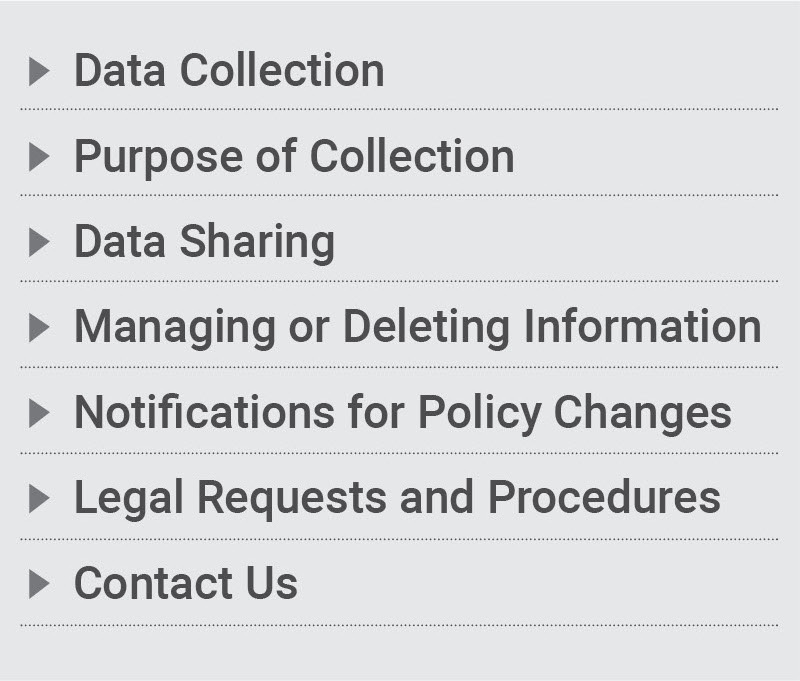 Data Collection
Purpose of Collection
Data Sharing
Managing or Deleting Information
Notifications for Policy Changes
Legal Requests and Procedures
Contact Us